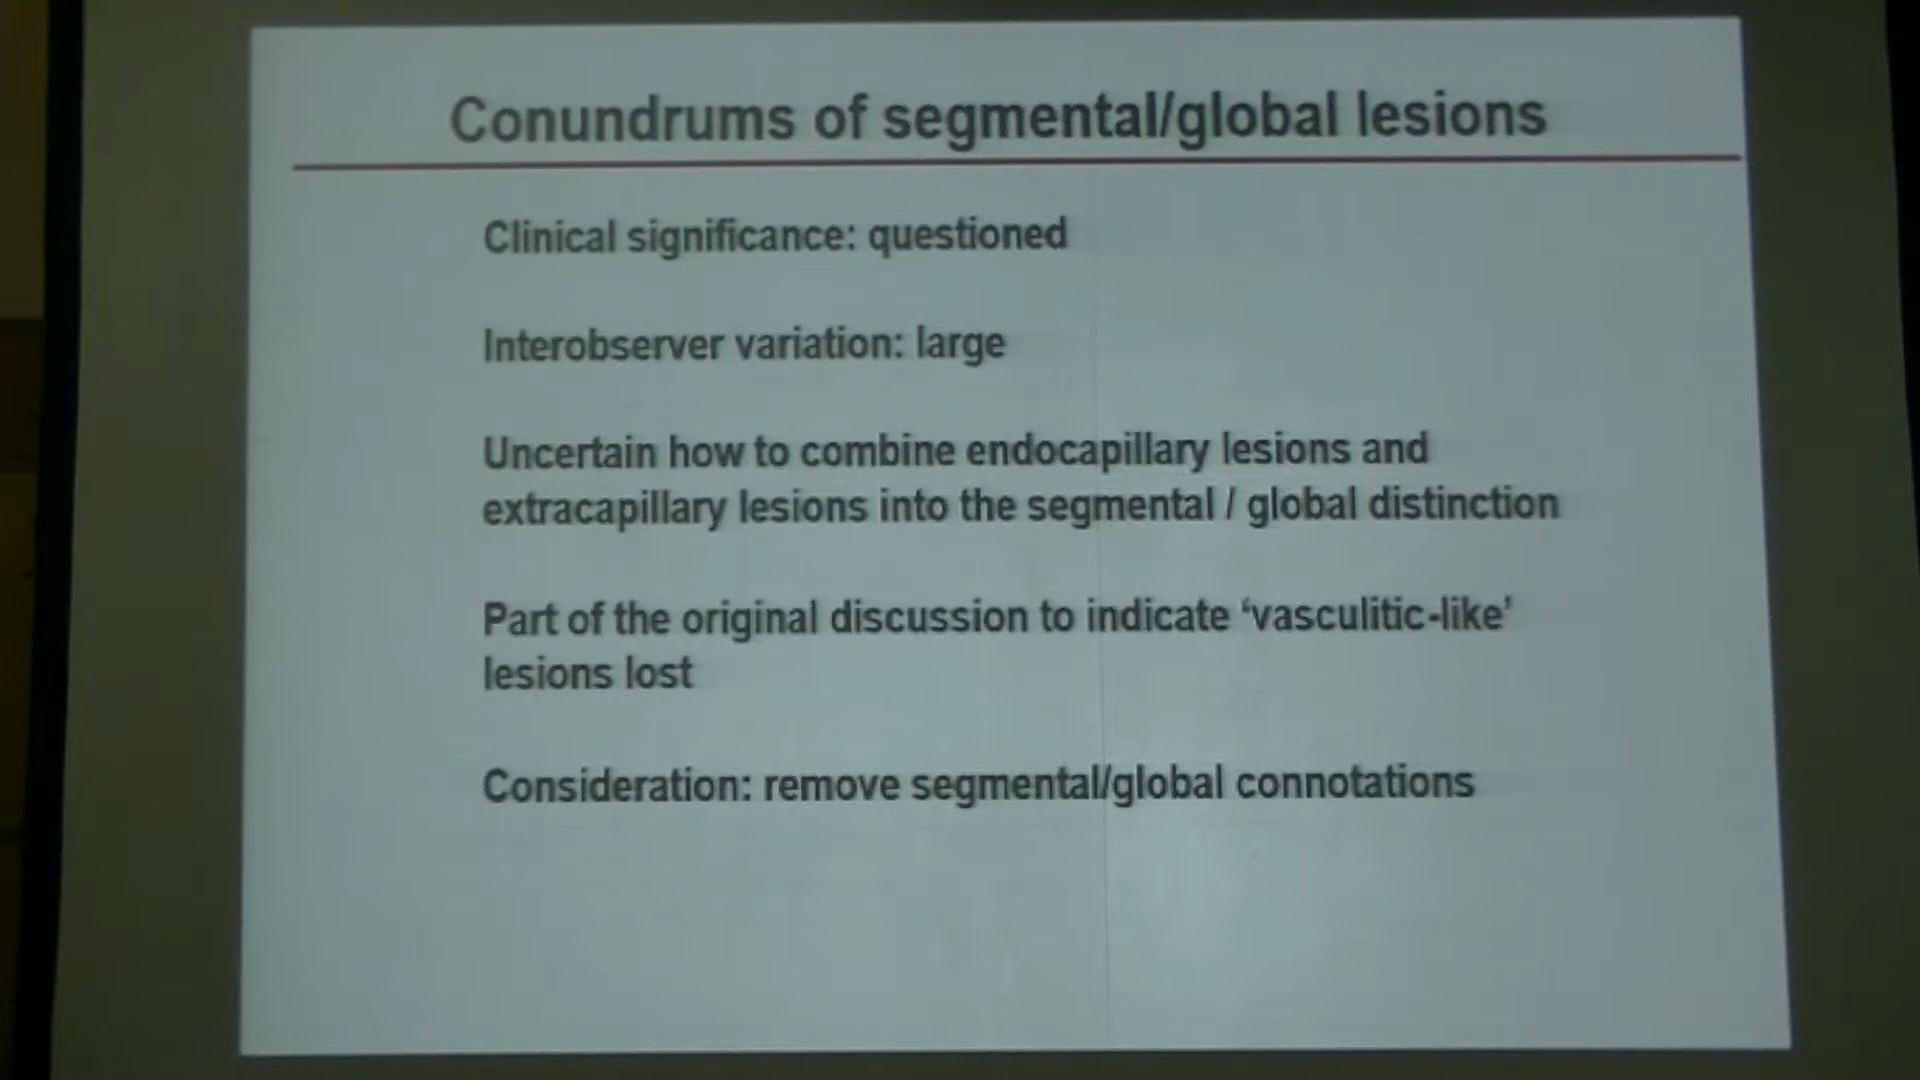 Conundrums of segmental/global lesions
Clinical significance: questioned
Interobserver variation: large
Uncertain how to combine endocapillary lesions and
extracapillary lesions into the segmental / global distinction
Part of the original discussion to indicate ‘vasculitic-like’
lesions lost
Consideration: remove segmental/global connotations